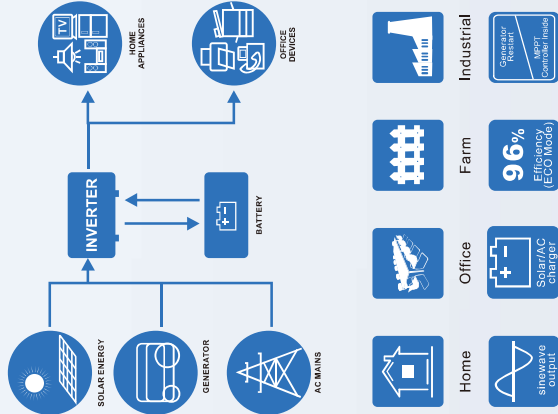 SOLAR ENERGY
GENERATOR
AC MAINS
INVERTER
BATTERY
TV
HOME
APPLIANCES
OFFICE
DEVICES
Home
Office
Farm
Industrial
sinewave
output
Solar/AC
charger
96%
Efficiency
(ECO Mode)
Generator
Restart
MPPT
Controller Inside